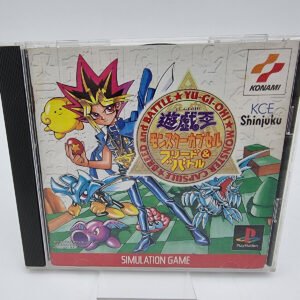 KONAMI
KCE
Shinjuku
BATTLE★YU-GI-OH!★MONSTER CAPSULE★BREED and
遊戯王
モンスターカプセル
ブリード&
バトル
PlayStation
SIMULATION GAME